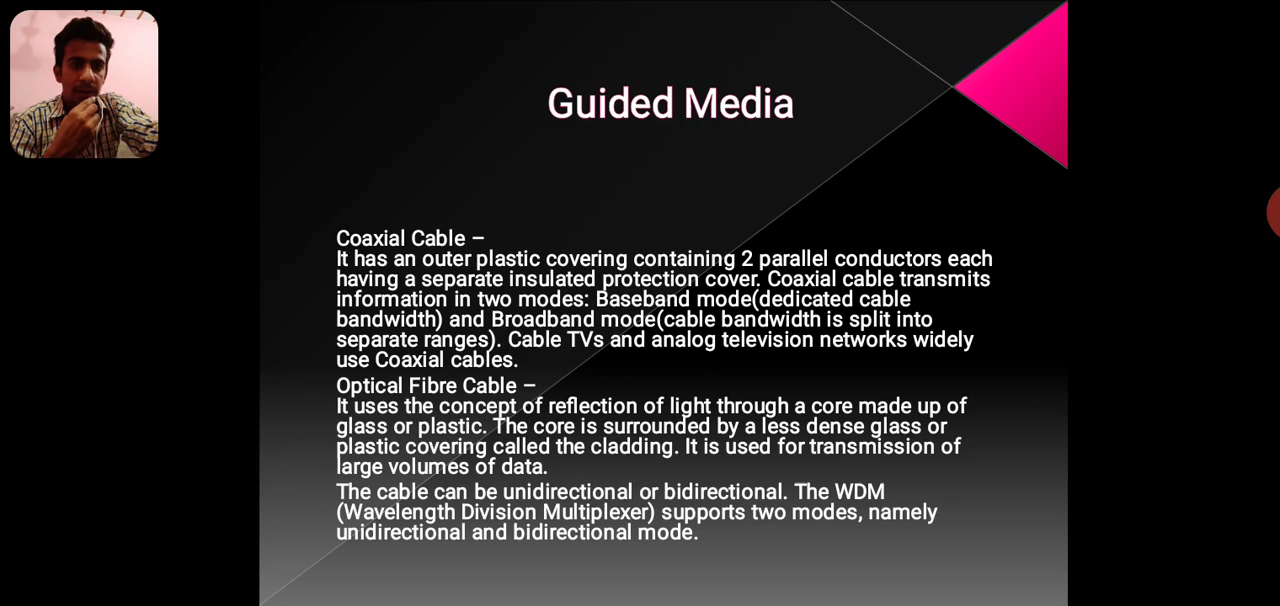 Guided Media
Coaxial Cable –
It has an outer plastic covering containing 2 parallel conductors each
having a separate insulated protection cover. Coaxial cable transmits
information in two modes: Baseband mode(dedicated cable
bandwidth) and Broadband mode(cable bandwidth is split into
separate ranges). Cable TVs and analog television networks widely
use Coaxial cables.
Optical Fibre Cable –
It uses the concept of reflection of light through a core made up of
glass or plastic. The core is surrounded by a less dense glass or
plastic covering called the cladding. It is used for transmission of
large volumes of data.
The cable can be unidirectional or bidirectional. The WDM
(Wavelength Division Multiplexer) supports two modes, namely
unidirectional and bidirectional mode.